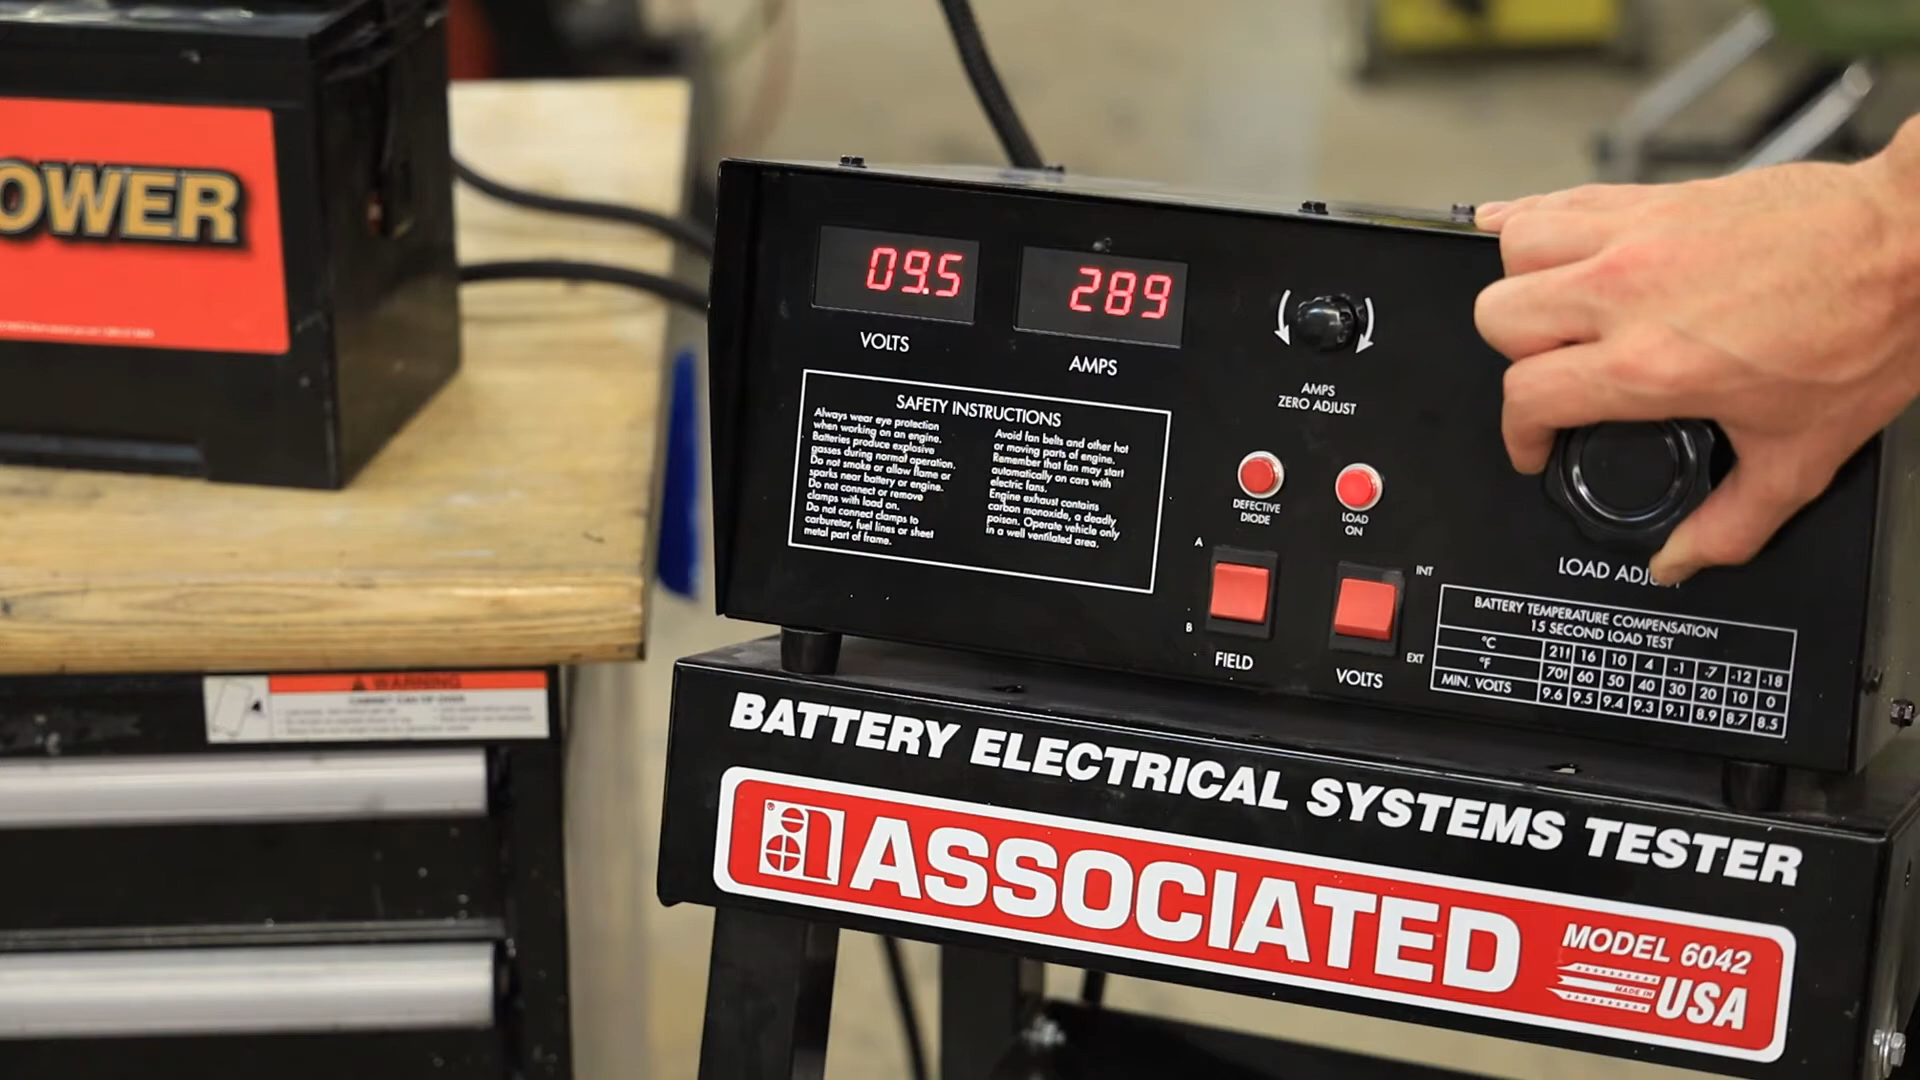 OWER
09.5
289
VOLTS
AMPS
AMPS
ZERO ADJUST
SAFETY INSTRUCTIONS
Always wear eye protection
when working on an engine.
Batteries produce explosive
gasses during normal operation.
Do not smoke or allow flame or
sparks near battery or engine.
Do not connect or remove
clamps with load on.
Do not connect clamps to
carburetor, fuel lines or sheet
metal part of frame.
Avoid fan belts and other hot
or moving parts of engine.
Remember that fan may start
automatically on cars with
electric fans.
Engine exhaust contains
carbon monoxide, a deadly
poison. Operate vehicle only
in a well ventilated area.
DEFECTIVE
DIODE
LOAD
ON
A
B
FIELD
INT
EXT
VOLTS
LOAD
BATTERY TEMPERATURE COMPENSATION
15 SECOND LOAD TEST
°C 21↑ 16 10 4 -1 -7 -12 -18
°F 70↑ 60 50 40 30 20 10 0
MIN. VOLTS 9.6 9.5 9.4 9.3 9.1 8.9 8.7 8.5
WARNING
BATTERY ELECTRICAL SYSTEMS TESTER
®
ASSOCIATED
MODEL 6042
MADE IN
USA